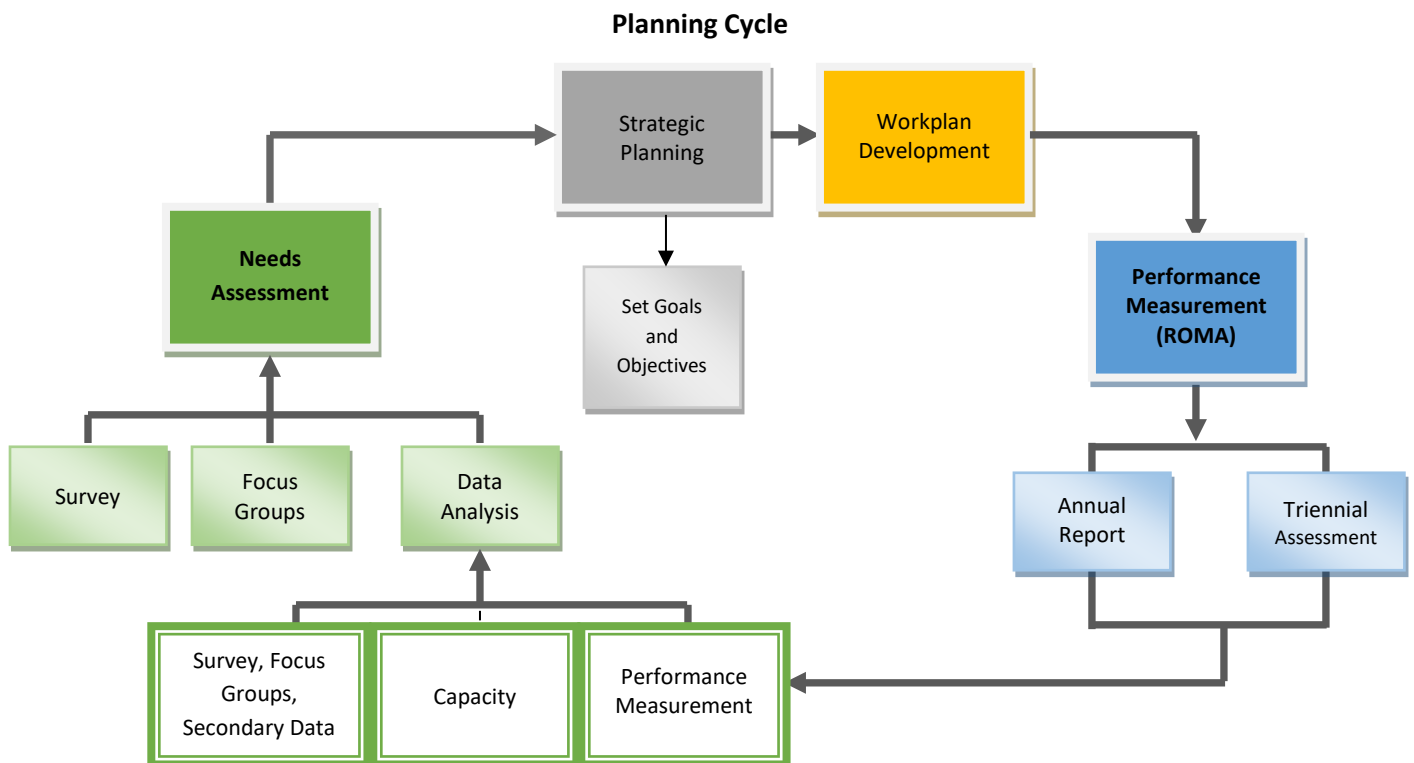 Planning Cycle
Strategic
Planning
Workplan
Development
Needs
Assessment
Set Goals
and
Objectives
Performance
Measurement
(ROMA)
Survey
Focus
Groups
Data
Analysis
Annual
Report
Triennial
Assessment
Survey, Focus
Groups,
Secondary Data
Capacity
Performance
Measurement